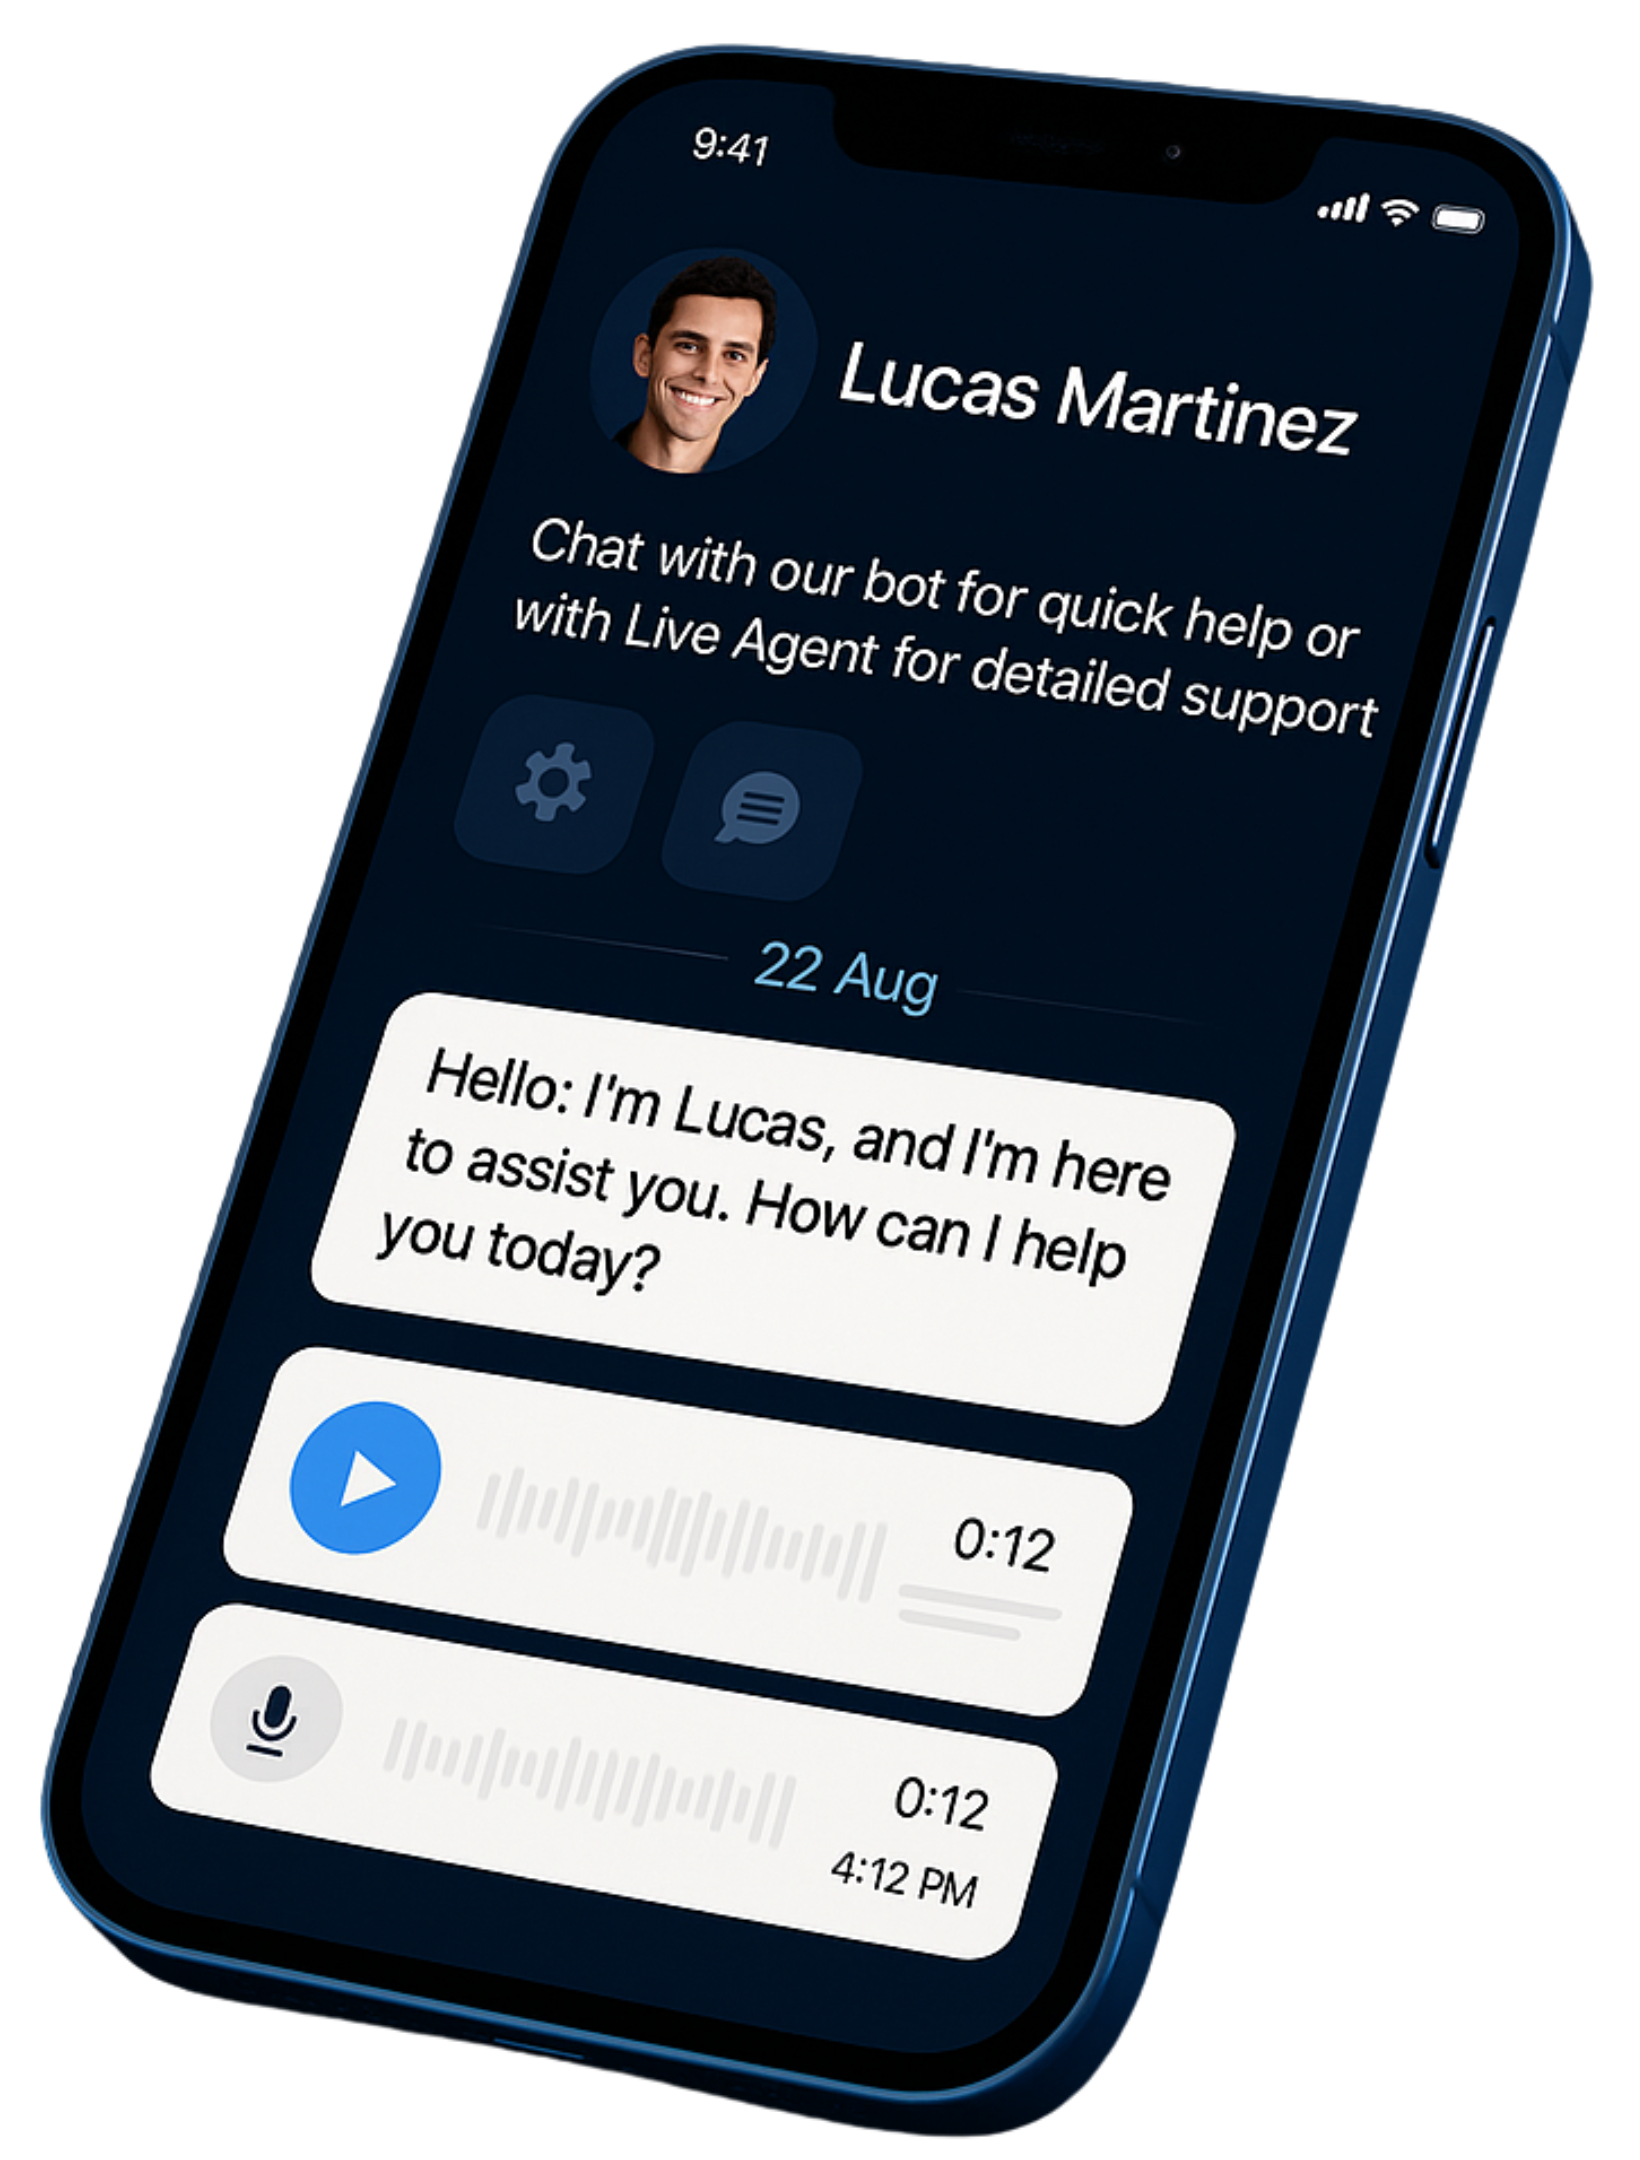 9:41
Lucas Martinez
Chat with our bot for quick help or
with Live Agent for detailed support
22 Aug
Hello: I'm Lucas, and I'm here
to assist you. How can I help
you today?
0:12
0:12
4:12 PM